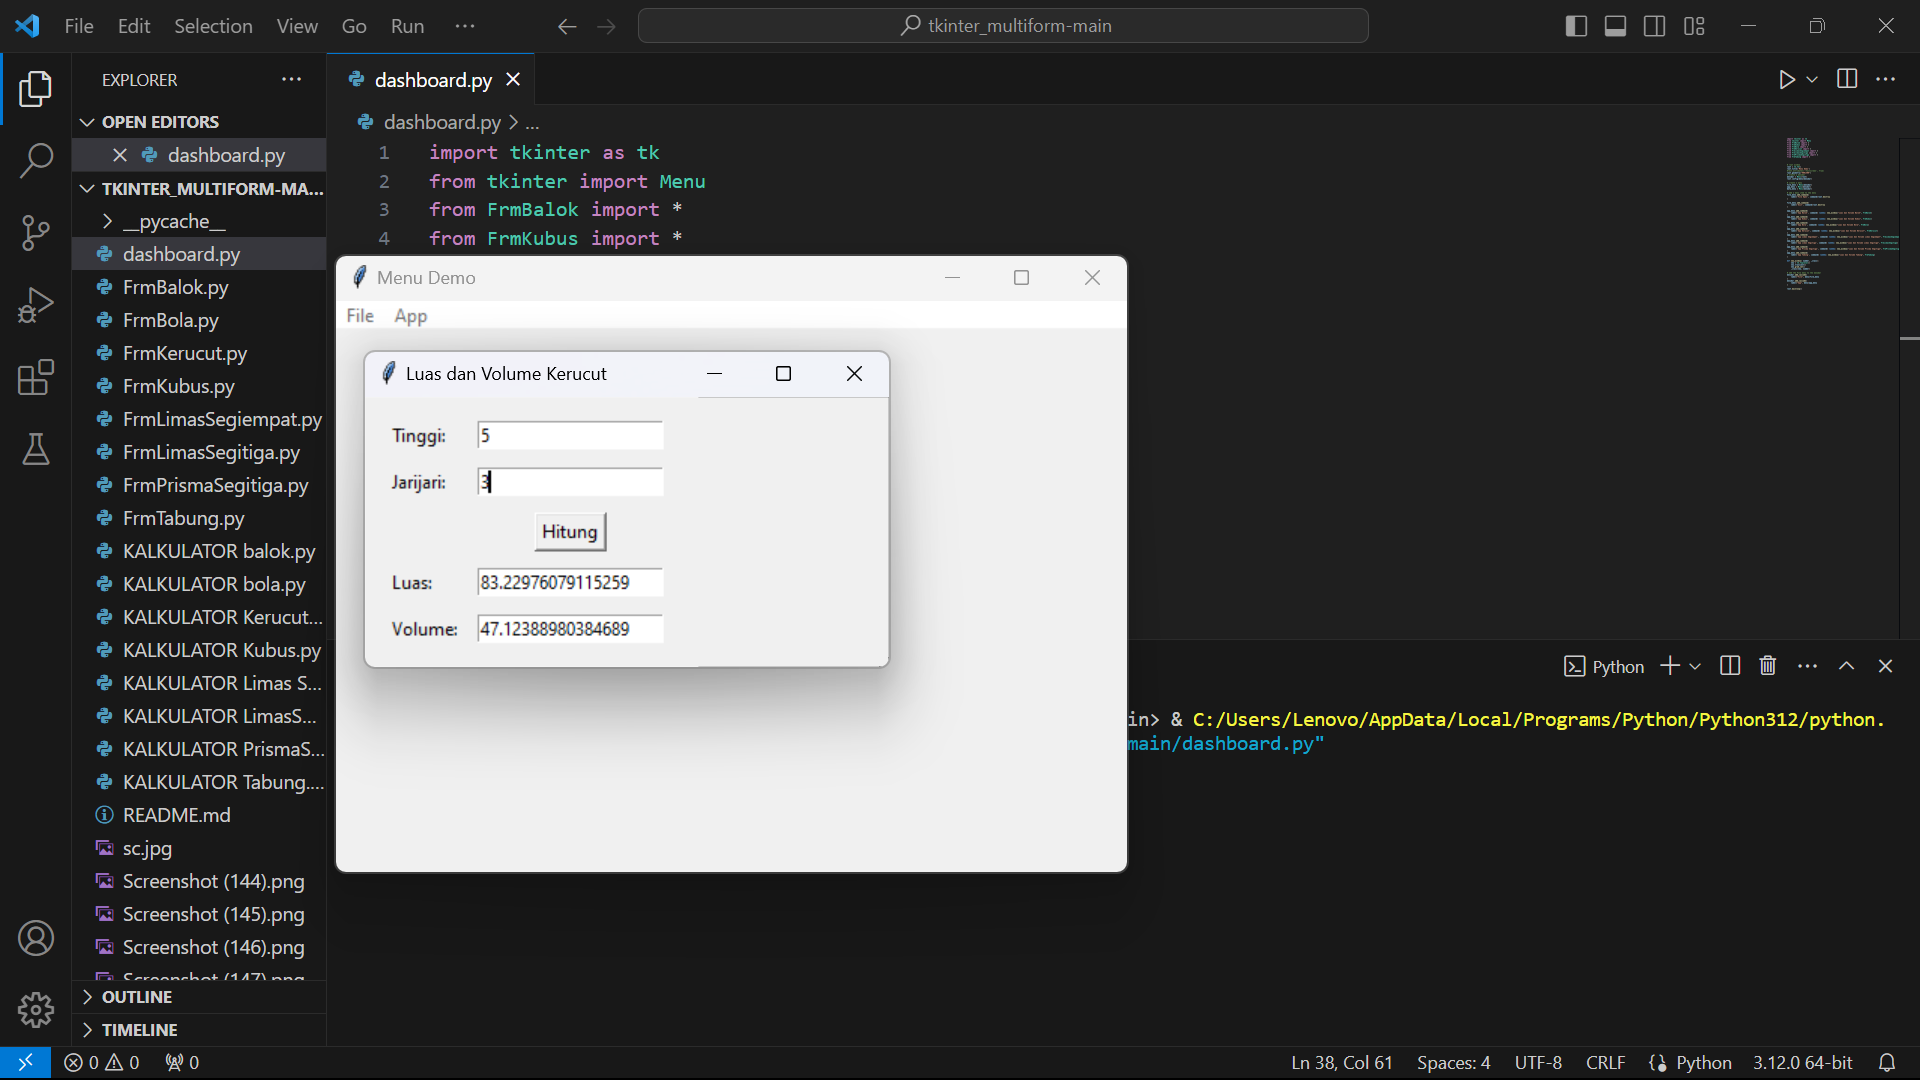 File Edit Selection View Go Run ···
tkinter_multiform-main
EXPLORER
OPEN EDITORS
dashboard.py
TKINTER_MULTIFORM-MA...
__pycache__
dashboard.py
FrmBalok.py
FrmBola.py
FrmKerucut.py
FrmKubus.py
FrmLimasSegiempat.py
FrmLimasSegitiga.py
FrmPrismaSegitiga.py
FrmTabung.py
KALKULATOR balok.py
KALKULATOR bola.py
KALKULATOR Kerucut...
KALKULATOR Kubus.py
KALKULATOR Limas S...
KALKULATOR LimasS...
KALKULATOR PrismaS...
KALKULATOR Tabung....
README.md
sc.jpg
Screenshot (144).png
Screenshot (145).png
Screenshot (146).png
Screenshot (147).png
OUTLINE
TIMELINE
dashboard.py
dashboard.py > ...
1 import tkinter as tk
2 from tkinter import Menu
3 from FrmBalok import *
4 from FrmKubus import *
Menu Demo
File App
Luas dan Volume Kerucut
Tinggi: 5
Jarijari: 3
Hitung
Luas: 83.22976079115259
Volume: 47.12388980384689
Python
in> & C:/Users/Lenovo/AppData/Local/Programs/Python/Python312/python.
main/dashboard.py"
0 0 0
Ln 38, Col 61 Spaces: 4 UTF-8 CRLF Python 3.12.0 64-bit